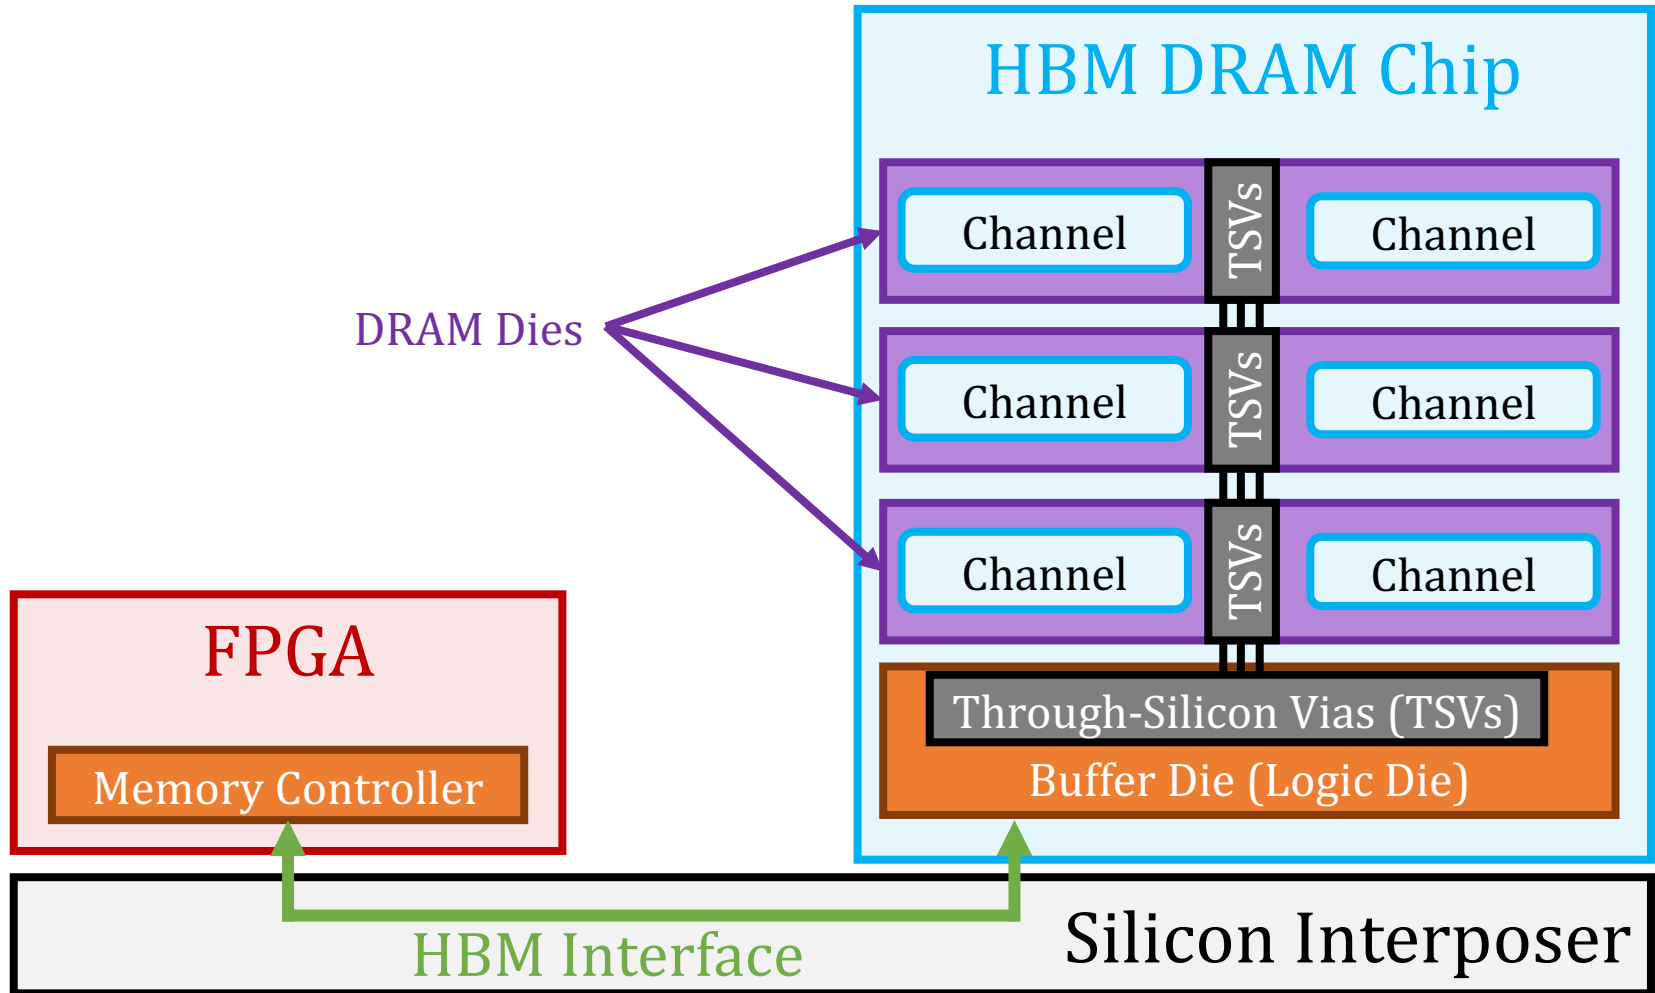 HBM DRAM Chip
Channel
TSVs
Channel
DRAM Dies
Channel
TSVs
Channel
Channel
TSVs
Channel
FPGA
Memory Controller
Through-Silicon Vias (TSVs)
Buffer Die (Logic Die)
HBM Interface
Silicon Interposer